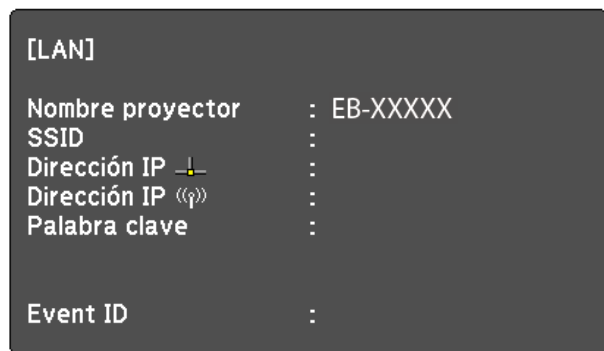 [LAN]
Nombre proyector : EB-XXXXX
SSID :
Dirección IP :
Dirección IP :
Palabra clave :
Event ID :